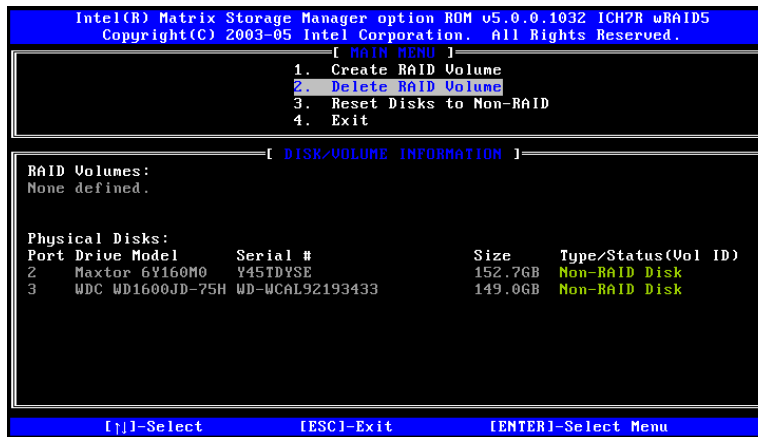 Intel(R) Matrix Storage Manager option ROM v5.0.0.1032 ICH7R wRAID5
Copyright(C) 2003-05 Intel Corporation. All Rights Reserved.
[ MAIN MENU ]
1. Create RAID Volume
2. Delete RAID Volume
3. Reset Disks to Non-RAID
4. Exit
[ DISK/VOLUME INFORMATION ]
RAID Volumes:
None defined.
Physical Disks:
Port Drive Model Serial # Size Type/Status(Vol ID)
2 Maxtor 6Y160M0 Y45TDYSE 152.7GB Non-RAID Disk
3 WDC WD1600JD-75H WD-WCAL92193433 149.0GB Non-RAID Disk
[↑↓]-Select [ESC]-Exit [ENTER]-Select Menu